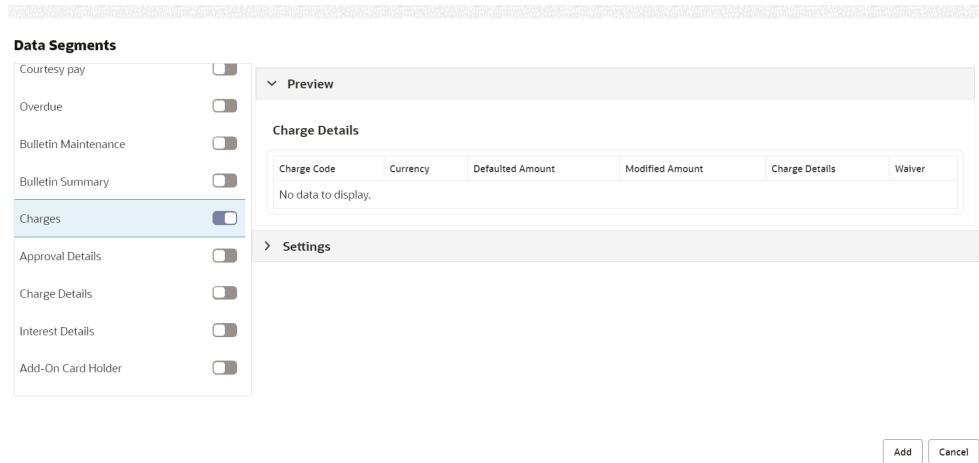 Data Segments
Courtesy pay
Overdue
Bulletin Maintenance
Bulletin Summary
Charges
Approval Details
Charge Details
Interest Details
Add-On Card Holder
Preview
Charge Details
Charge Code Currency Defaulted Amount Modified Amount Charge Details Waiver
No data to display.
Settings
Add Cancel